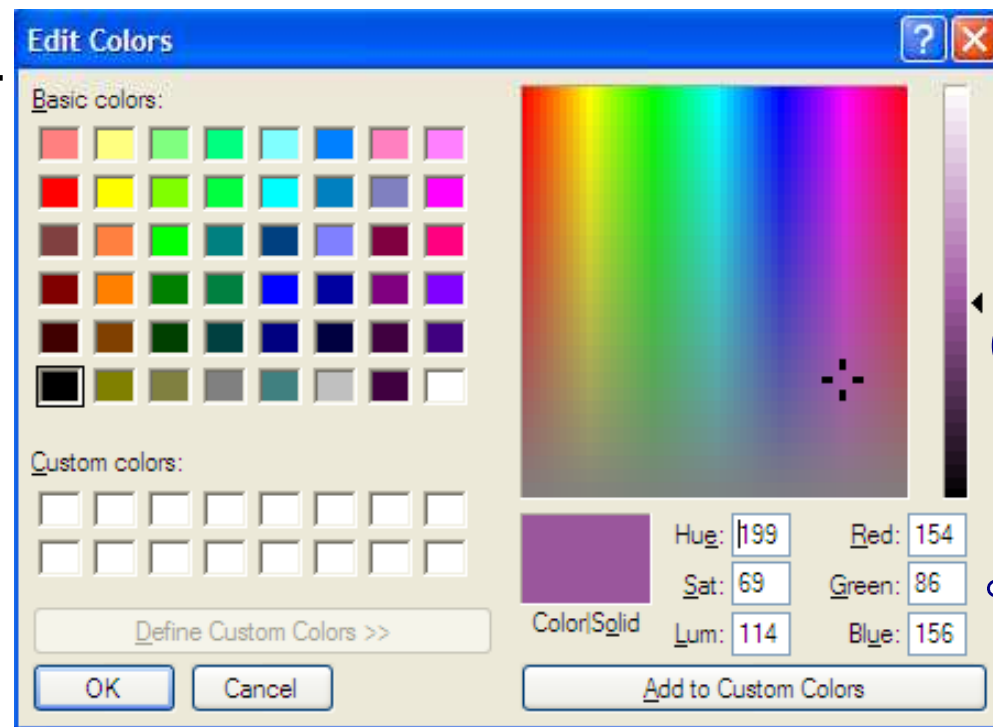 Edit Colors
Basic colors:
Custom colors:
Define Custom Colors >>
OK Cancel
Color|Solid
Hue: 199 Red: 154
Sat: 69 Green: 86
Lum: 114 Blue: 156
Add to Custom Colors